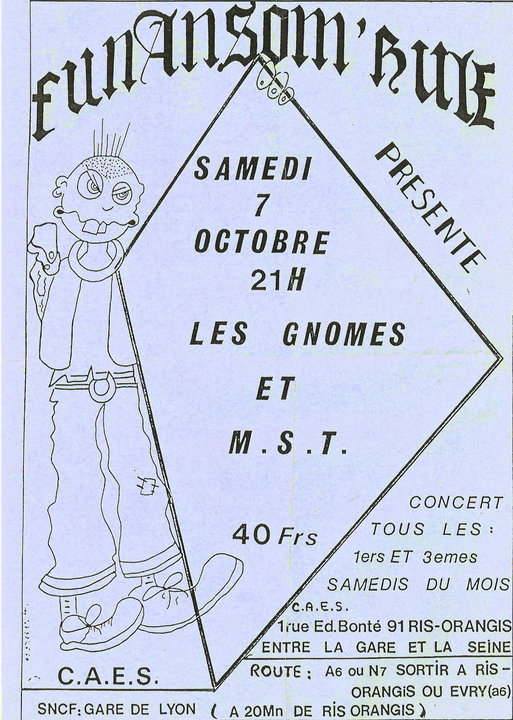 FUNANSOM'RULE
PRESENTE
SAMEDI
7
OCTOBRE
21H
LES GNOMES
ET
M.S.T.
40 Frs
CONCERT
TOUS LES:
1ers ET 3emes
SAMEDIS DU MOIS
C.A.E.S.
1rue Ed.Bonté 91 RIS-ORANGIS
ENTRE LA GARE ET LA SEINE
C.A.E.S.
ROUTE: A6 ou N7 SORTIR A RIS-
ORANGiS OU EVRY(a6)
SNCF: GARE DE LYON ( A 20Mn DE RIS ORANGIS )